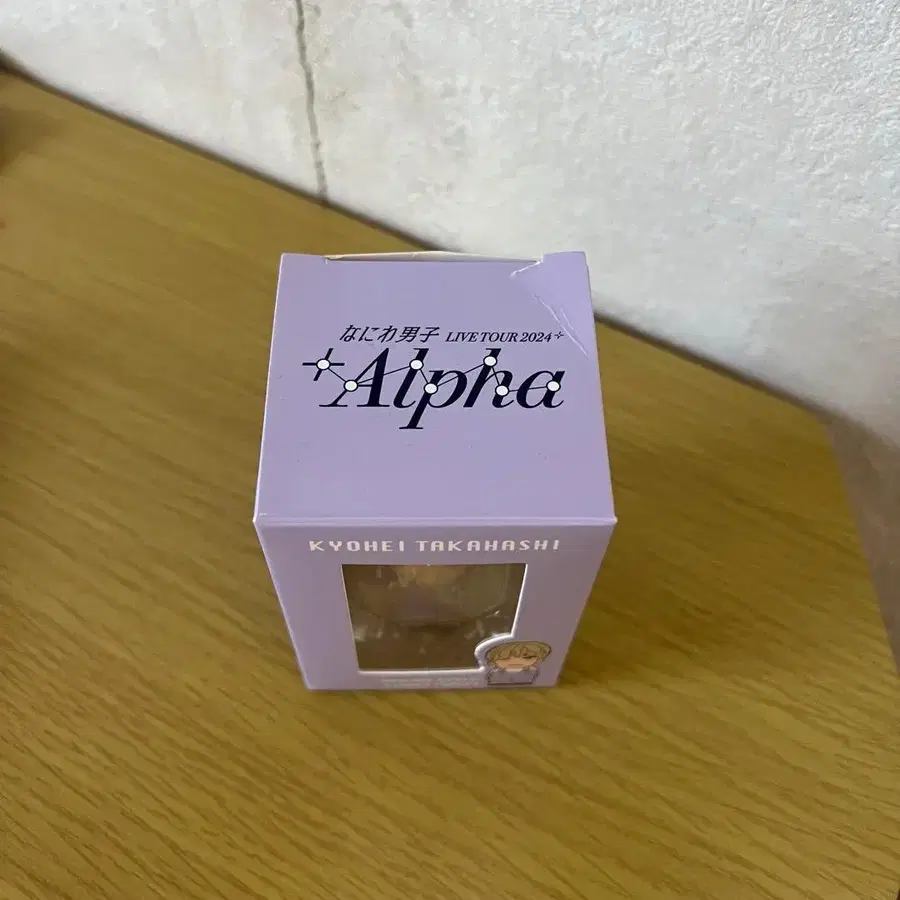 なにわ男子 LIVE TOUR 2024
+Alpha
KYOHEI TAKAHASHI